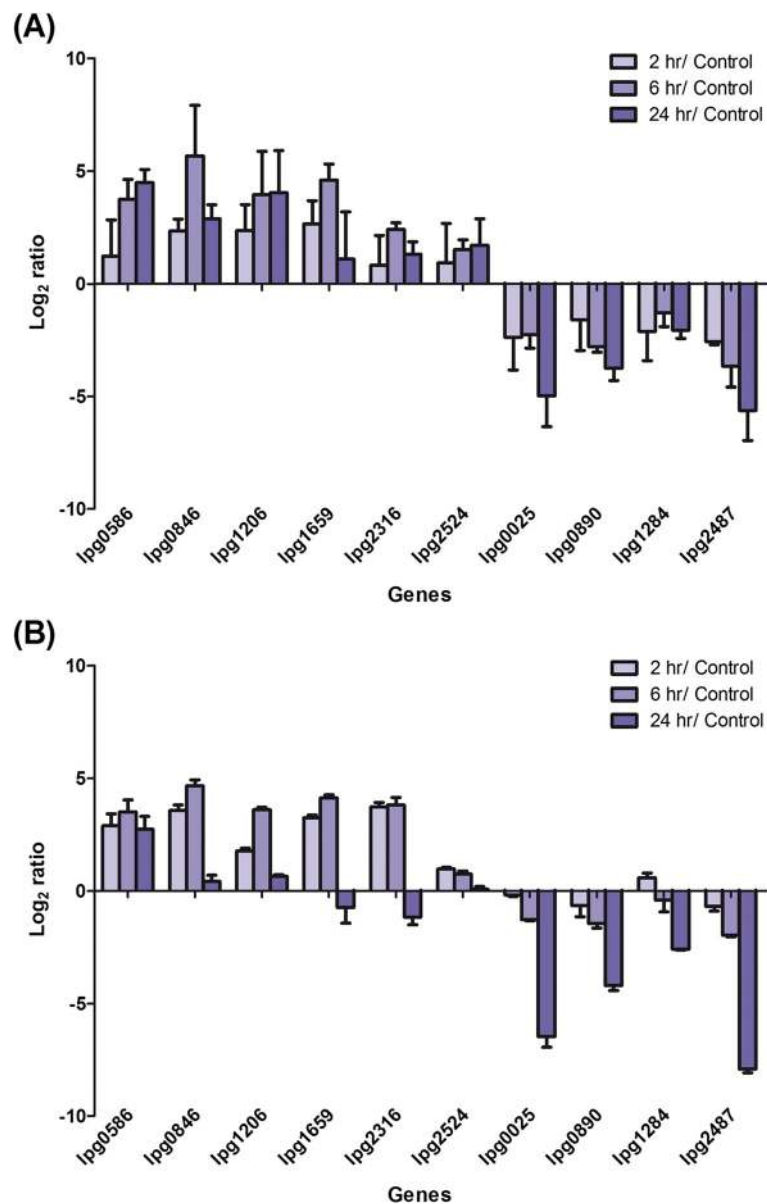 (A)
10
5
0
-5
-10
Log2 ratio
2 hr/ Control
6 hr/ Control
24 hr/ Control
lpg0586
lpg0846
lpg1206
lpg1659
lpg2316
lpg2524
lpg0025
lpg0890
lpg1284
lpg2487
Genes
(B)
10
5
0
-5
-10
Log2 ratio
2 hr/ Control
6 hr/ Control
24 hr/ Control
lpg0586
lpg0846
lpg1206
lpg1659
lpg2316
lpg2524
lpg0025
lpg0890
lpg1284
lpg2487
Genes